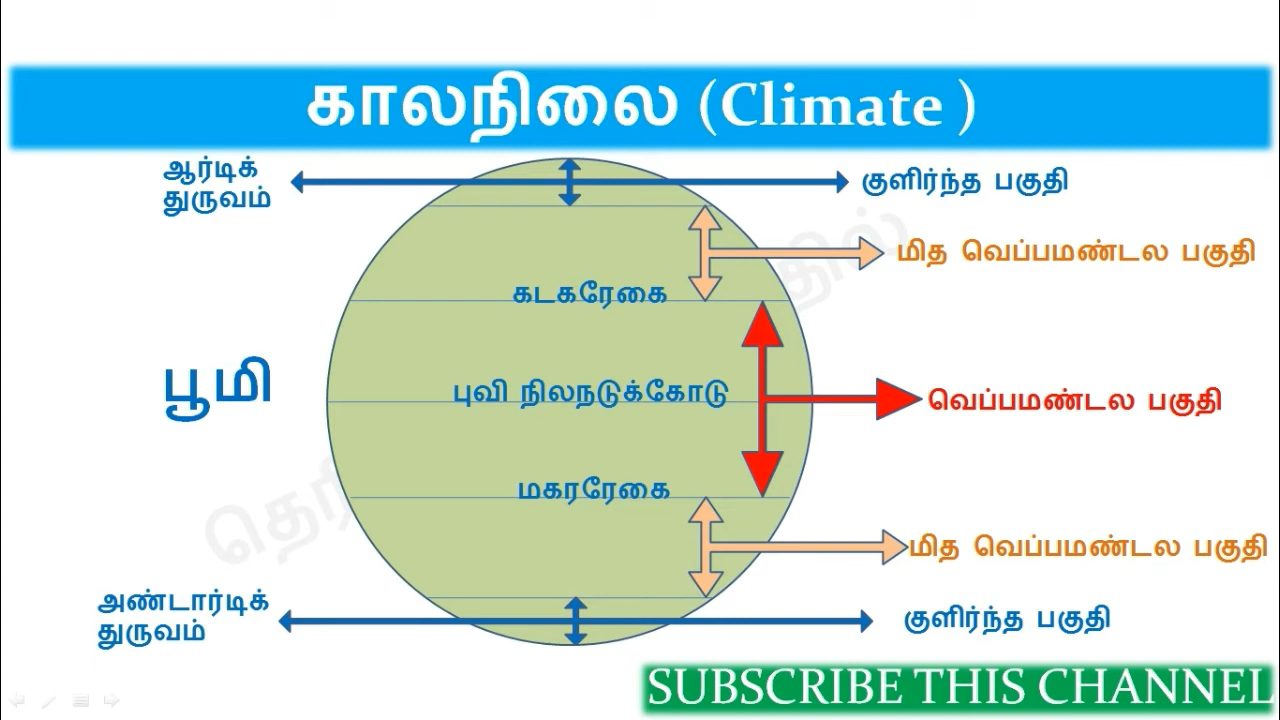 காலநிலை (Climate )
ஆர்டிக்
துருவம்
குளிர்ந்த பகுதி
மித வெப்பமண்டல பகுதி
கடகரேகை
பூமி
புவி நிலநடுக்கோடு
வெப்பமண்டல பகுதி
மகரரேகை
மித வெப்பமண்டல பகுதி
அண்டார்டிக்
துருவம்
குளிர்ந்த பகுதி
SUBSCRIBE THIS CHANNEL